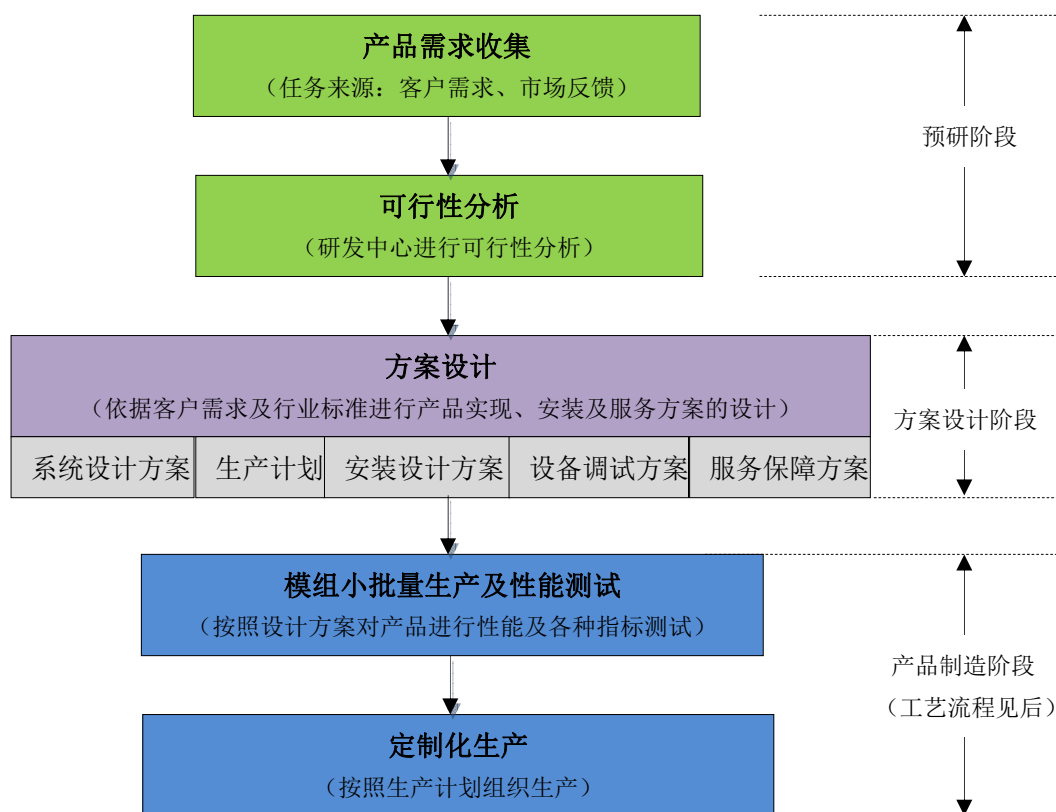 产品需求收集
（任务来源：客户需求、市场反馈）
预研阶段
可行性分析
（研发中心进行可行性分析）
方案设计
（依据客户需求及行业标准进行产品实现、安装及服务方案的设计）
方案设计阶段
系统设计方案 生产计划 安装设计方案 设备调试方案 服务保障方案
模组小批量生产及性能测试
（按照设计方案对产品进行性能及各种指标测试）
产品制造阶段
（工艺流程见后）
定制化生产
（按照生产计划组织生产）